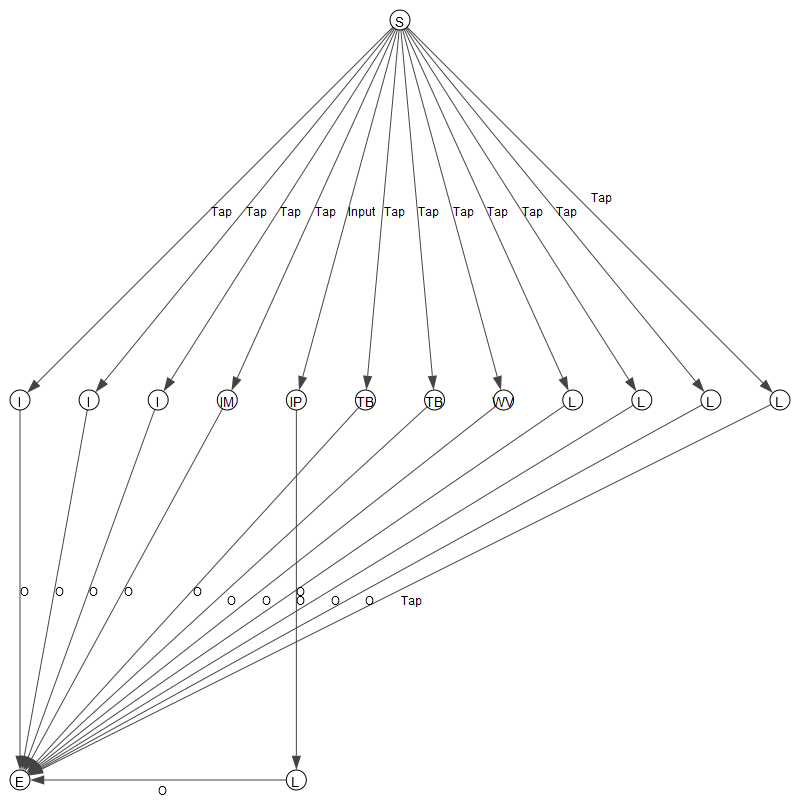 S
Tap
Tap Tap Tap Tap Input Tap Tap Tap Tap Tap Tap
I I I IM IP TB TB WV L L L L
O O O O O O
O O O O O Tap
E L
O